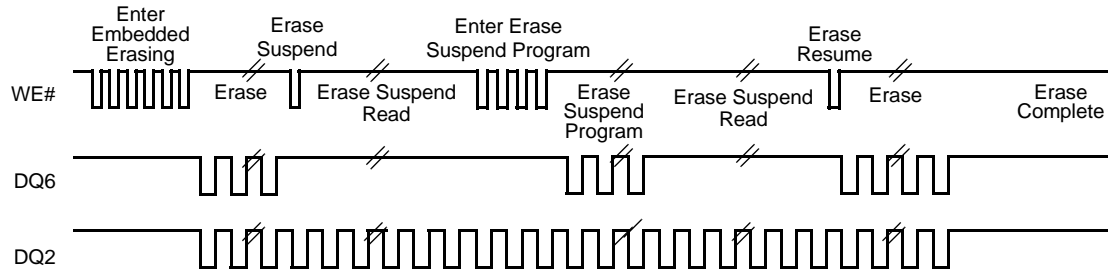 Enter
Embedded
Erasing
Erase
Suspend
Enter Erase
Suspend Program
Erase
Resume
WE#
Erase
Erase Suspend
Read
Erase
Suspend
Program
Erase Suspend
Read
Erase
Erase
Complete
DQ6
DQ2